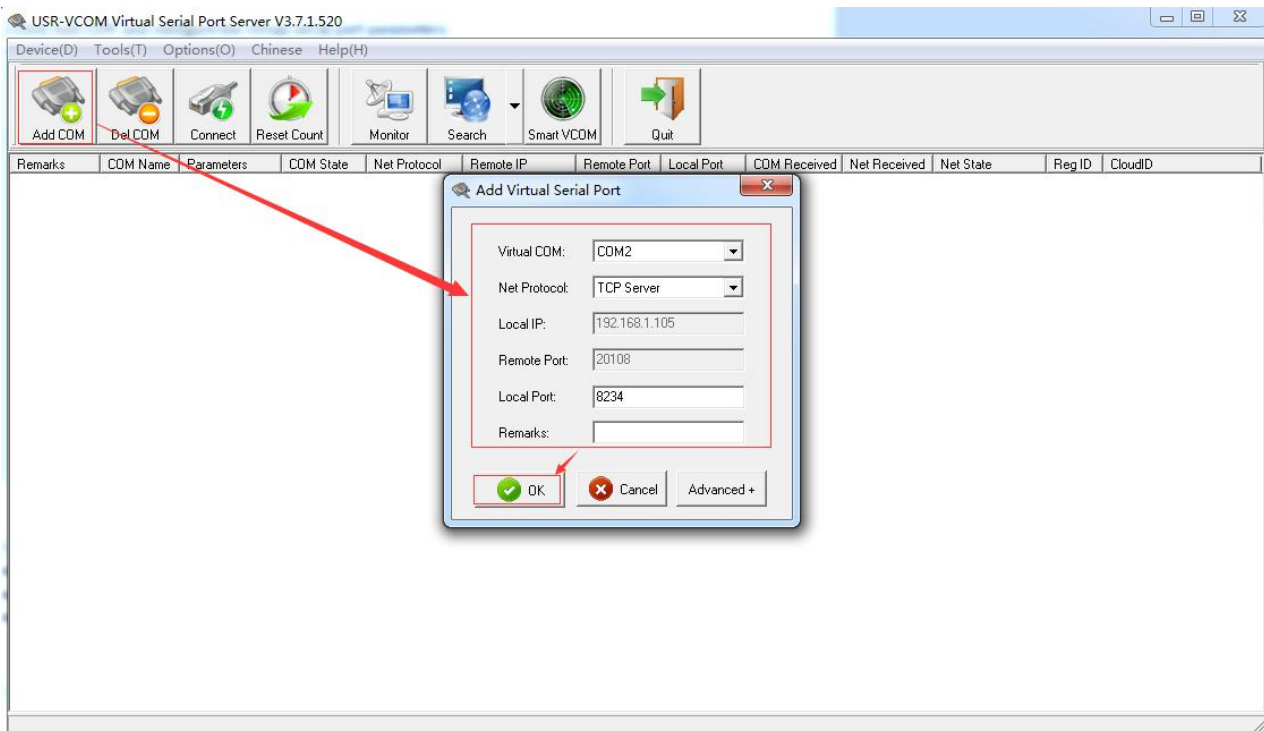 USR-VCOM Virtual Serial Port Server V3.7.1.520
Device(D) Tools(T) Options(O) Chinese Help(H)
Add COM Del COM Connect Reset Count Monitor Search Smart VCOM Quit
Remarks COM Name Parameters COM State Net Protocol Remote IP Remote Port Local Port COM Received Net Received Net State Reg ID CloudID
Add Virtual Serial Port
Virtual COM: COM2
Net Protocol: TCP Server
Local IP: 192.168.1.105
Remote Port: 20108
Local Port: 8234
Remarks:
OK Cancel Advanced +